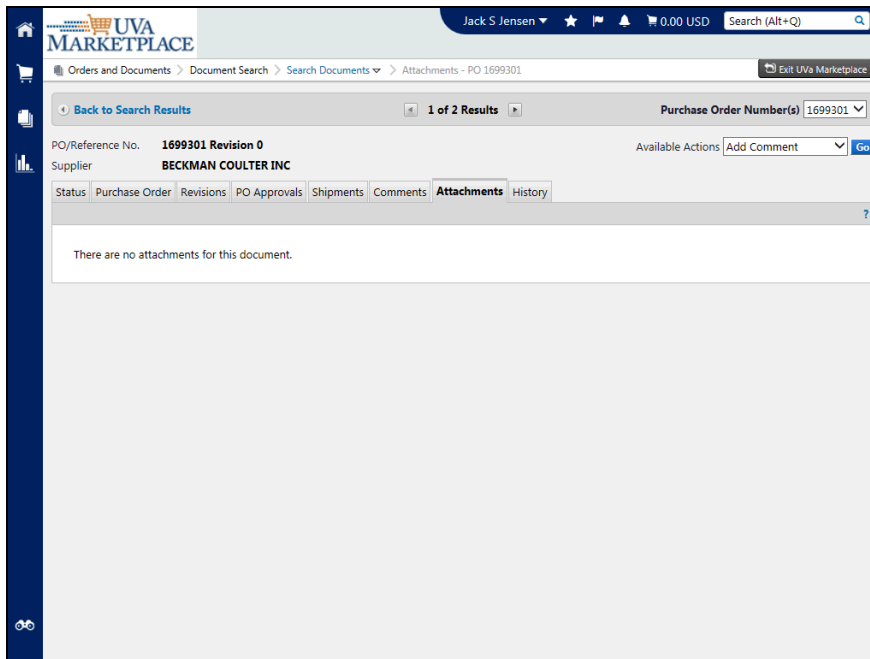 UVA
MARKETPLACE
Jack S Jensen
0.00 USD
Search (Alt+Q)
Orders and Documents > Document Search > Search Documents > Attachments - PO 1699301
Exit UVa Marketplace
Back to Search Results
1 of 2 Results
Purchase Order Number(s) 1699301
PO/Reference No. 1699301 Revision 0
Available Actions Add Comment Go
Supplier BECKMAN COULTER INC
Status Purchase Order Revisions PO Approvals Shipments Comments Attachments History
?
There are no attachments for this document.